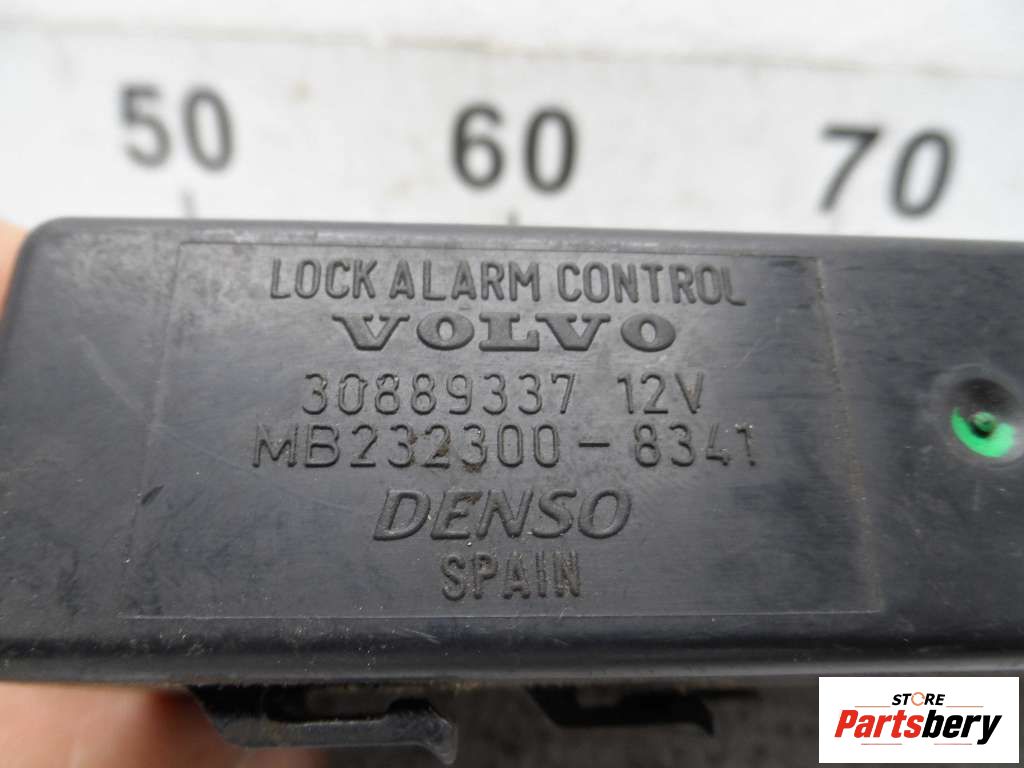 50 60 70
LOCK ALARM CONTROL
VOLVO
30889337 12V
MB232300-8341
DENSO
SPAIN
STORE
Partsbery